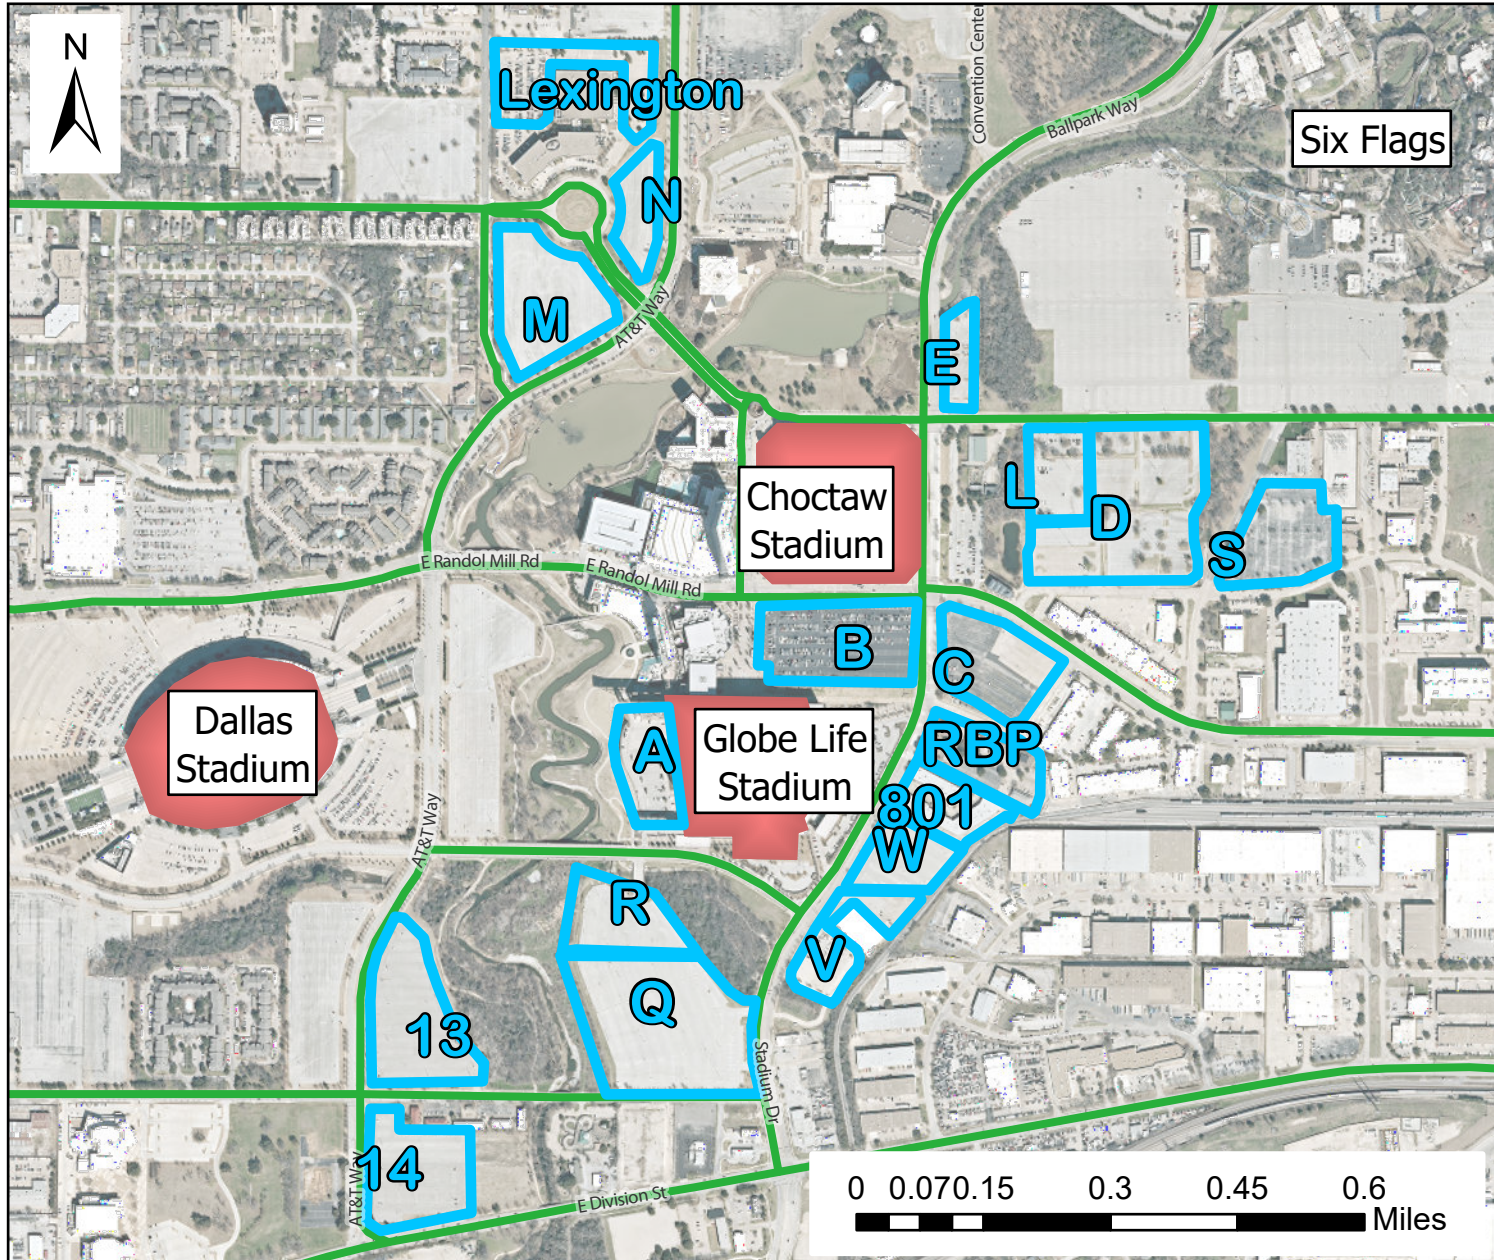 N
Lexington
Convention Center
Ballpark Way
Six Flags
N
M
AT&T Way
E
Choctaw
Stadium
L
D
S
E Randol Mill Rd
E Randol Mill Rd
B
C
Dallas
Stadium
A
Globe Life
Stadium
RBP
801
W
AT&T Way
R
V
Q
13
Stadium Dr
14
AT&T Way
E Division St
0 0.07 0.15 0.3 0.45 0.6
Miles